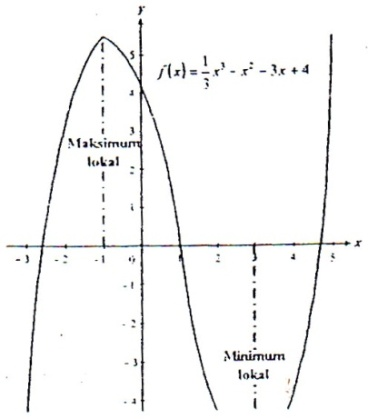 y
f(x) = 1/3 x³ - x² - 3x + 4
5
4
Maksimum
lokal
3
2
1
x
-3 -2 -1 0 1 2 3 4 5
-1
-2
-3
Minimum
lokal
-4